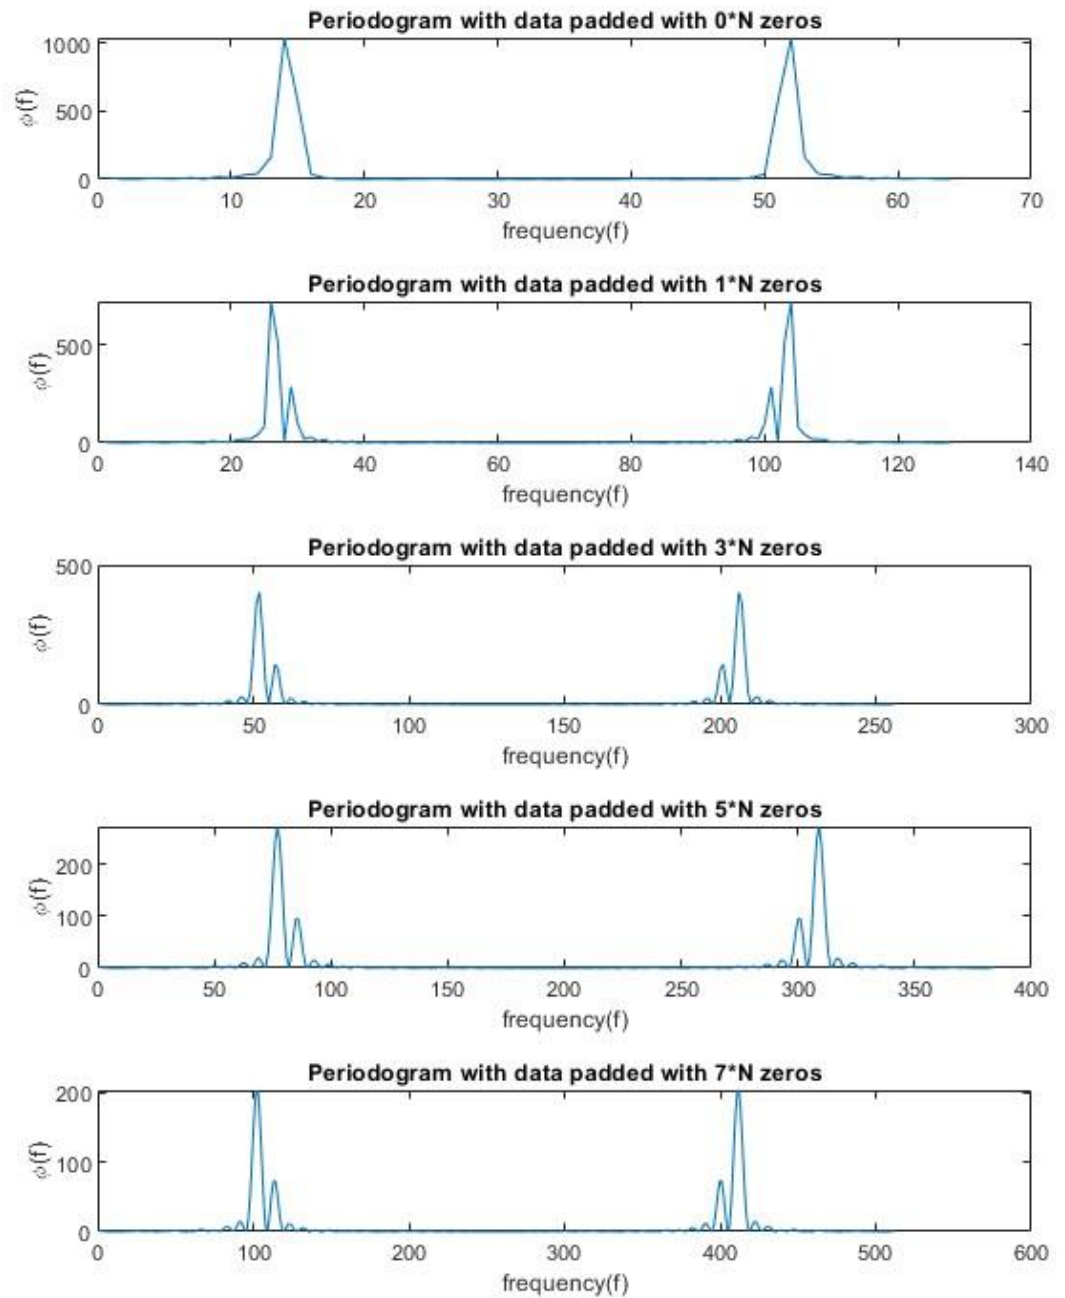 Periodogram with data padded with 0*N zeros
1000
500
0
ϕ(f)
0 10 20 30 40 50 60 70
frequency(f)
Periodogram with data padded with 1*N zeros
500
0
ϕ(f)
0 20 40 60 80 100 120 140
frequency(f)
Periodogram with data padded with 3*N zeros
500
0
ϕ(f)
0 50 100 150 200 250 300
frequency(f)
Periodogram with data padded with 5*N zeros
200
100
0
ϕ(f)
0 50 100 150 200 250 300 350 400
frequency(f)
Periodogram with data padded with 7*N zeros
200
100
0
ϕ(f)
0 100 200 300 400 500 600
frequency(f)